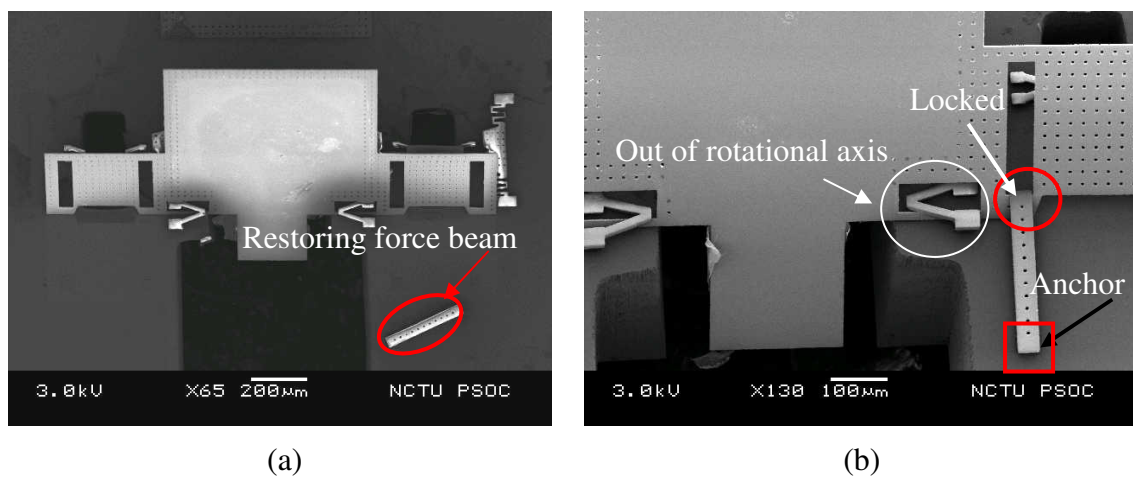 Restoring force beam
3.0kV X65 200μm NCTU PSOC
(a)
Locked
Out of rotational axis
Anchor
3.0kV X130 100μm NCTU PSOC
(b)